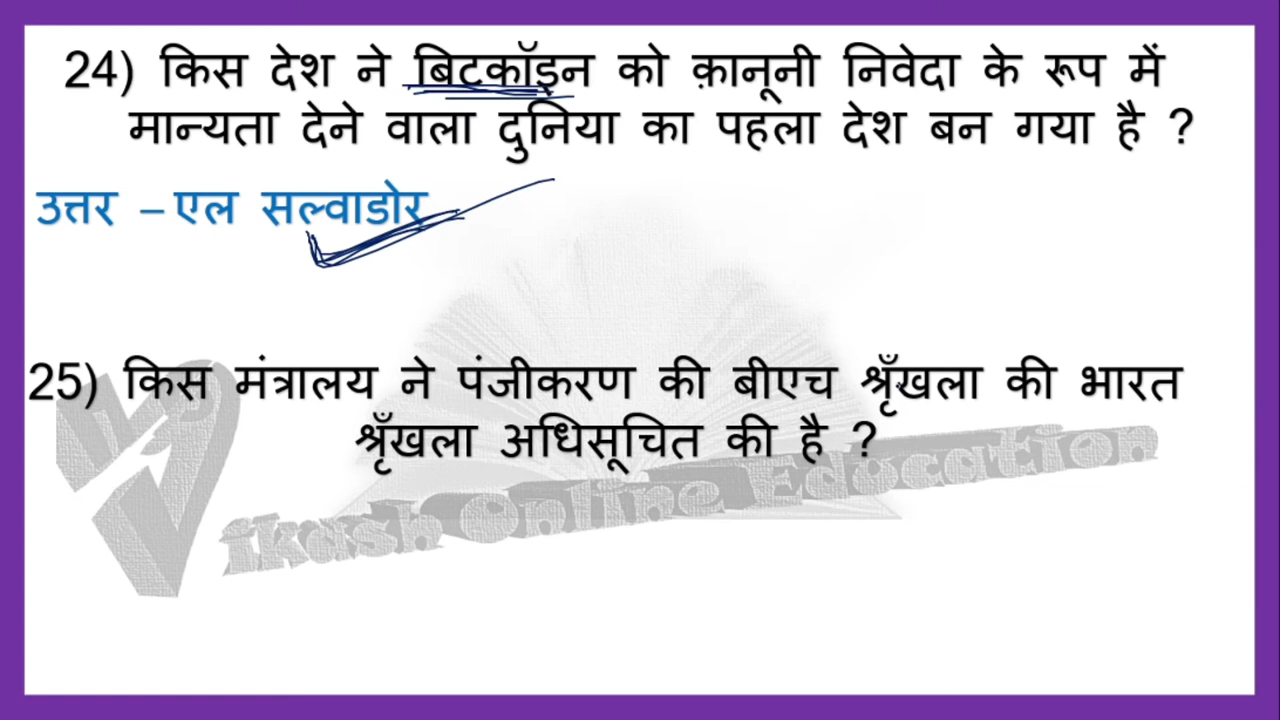 24) किस देश ने बिटकॉइन को क़ानूनी निवेदा के रूप में
मान्यता देने वाला दुनिया का पहला देश बन गया है ?
उत्तर – एल सल्वाडोर
25) किस मंत्रालय ने पंजीकरण की बीएच श्रृँखला की भारत
श्रृँखला अधिसूचित की है ?
Vikash Online Education